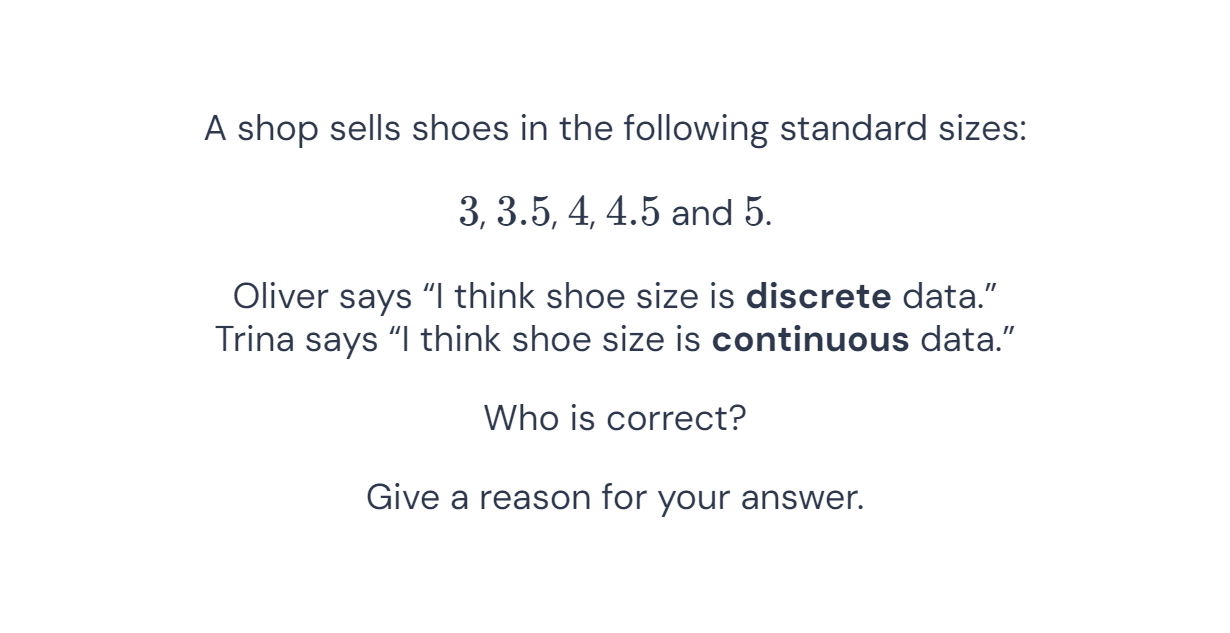 A shop sells shoes in the following standard sizes:
3, 3.5, 4, 4.5 and 5.
Oliver says “I think shoe size is discrete data.”
Trina says “I think shoe size is continuous data.”
Who is correct?
Give a reason for your answer.